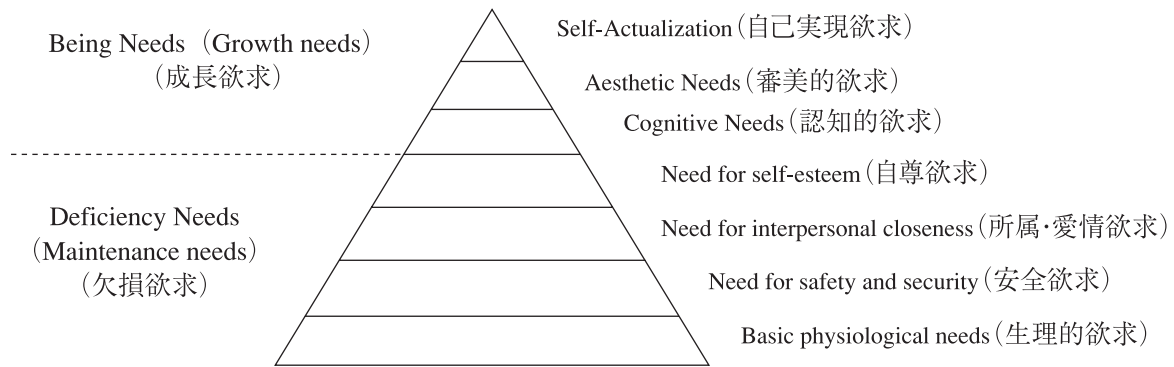 Being Needs (Growth needs)
(成長欲求)
Deficiency Needs
(Maintenance needs)
(欠損欲求)
Self-Actualization(自己実現欲求)
Aesthetic Needs(審美的欲求)
Cognitive Needs(認知的欲求)
Need for self-esteem(自尊欲求)
Need for interpersonal closeness(所属・愛情欲求)
Need for safety and security(安全欲求)
Basic physiological needs(生理的欲求)